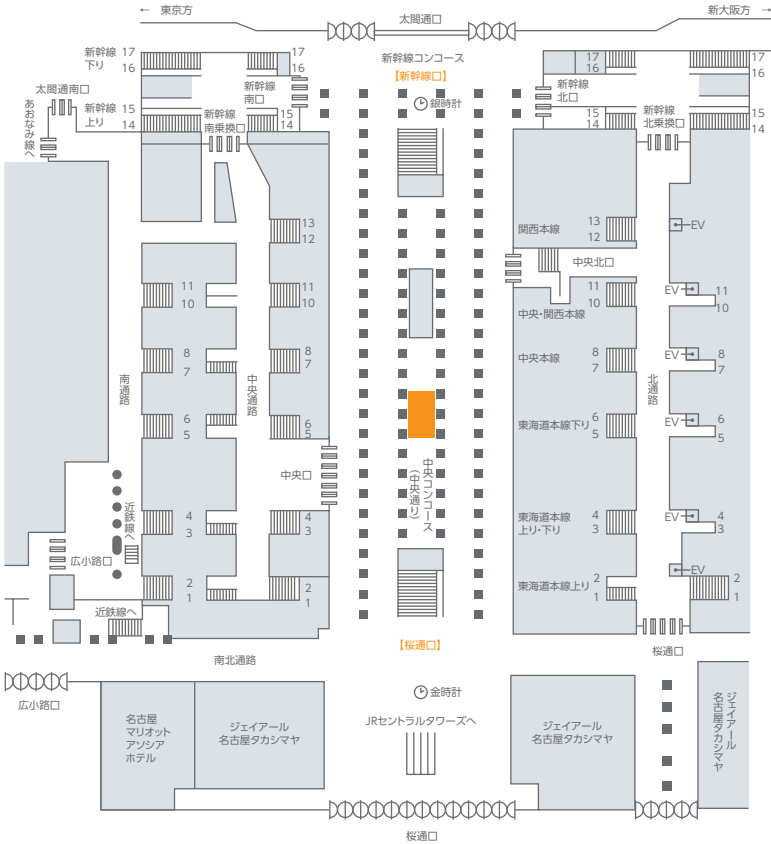 ← 東京方
太閤通口
新大阪方 →
新幹線
下り
17
16
17
16
新幹線コンコース
【新幹線口】
17
16
17
16
太閤通南口
新幹線
南口
新幹線
北口
銀時計
あおなみ線へ
新幹線
上り
15
14
新幹線
南乗換口
15
14
15
14
新幹線
北乗換口
15
14
13
12
関西本線
13
12
EV
中央北口
11
10
11
10
中央・関西本線
11
10
EV
11
10
8
7
8
7
中央本線
8
7
EV
8
7
南通路
中央通路
北通路
6
5
6
5
東海道本線下り
6
5
EV
6
5
中央口
中央コンコース
(中央通り)
近鉄線へ
4
3
4
3
東海道本線
上り・下り
4
3
EV
4
3
広小路口
EV
2
1
2
1
東海道本線上り
2
1
2
1
近鉄線へ
【桜通口】
南北通路
桜通口
広小路口
金時計
名古屋
マリオット
アソシア
ホテル
ジェイアール
名古屋タカシマヤ
JRセントラルタワーズへ
ジェイアール
名古屋タカシマヤ
ジェイアール
名古屋タカシマヤ
桜通口